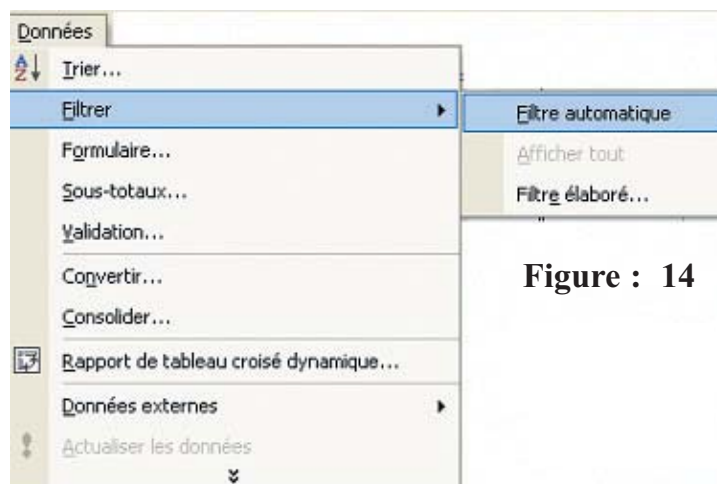 Données
Trier...
Filtrer
Filtre automatique
Formulaire...
Afficher tout
Sous-totaux...
Filtre élaboré...
Validation...
Convertir...
Figure : 14
Consolider...
Rapport de tableau croisé dynamique...
Données externes
Actualiser les données